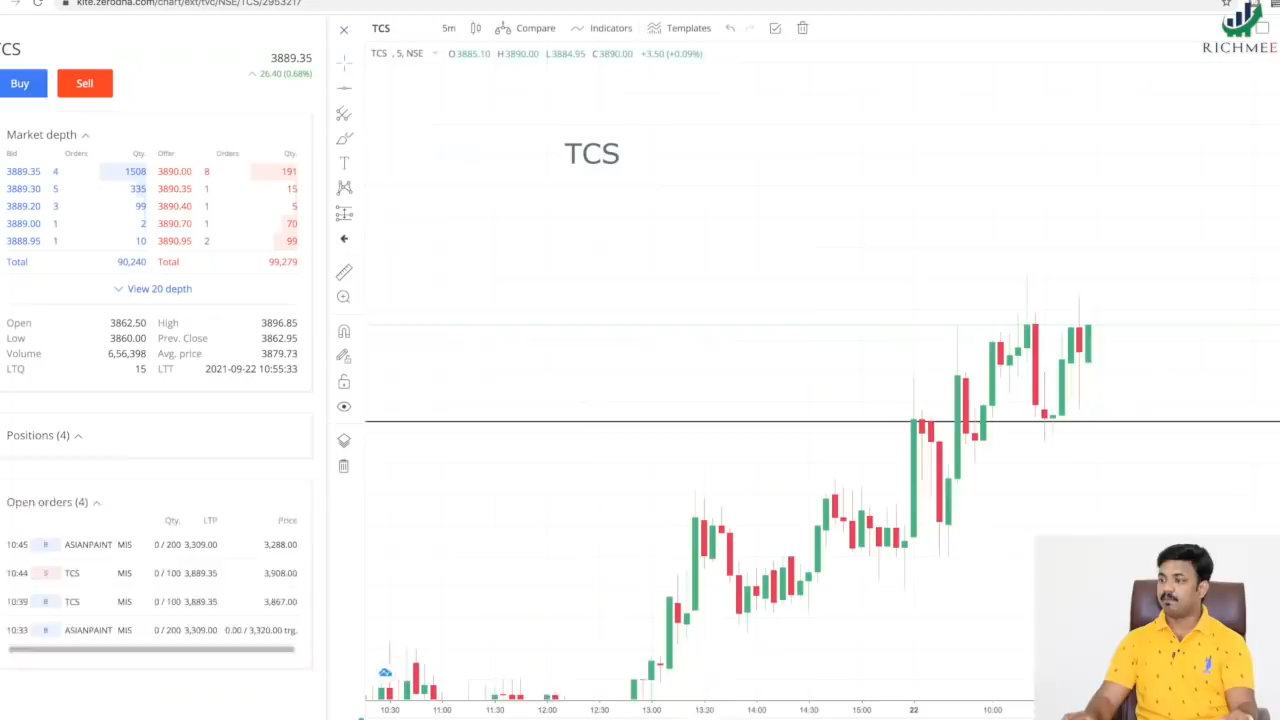 kite.zerodha.com/chart/ext/tvc/NSE/TCS/2953217
RICHMEE
TCS 5m Compare Indicators Templates
TCS , 5, NSE O3885.10 H3890.00 L3884.95 C3890.00 +3.50 (+0.09%)
TCS
3889.35
26.40 (0.68%)
Buy Sell
Market depth
Bid Orders Qty. Offer Orders Qty.
3889.35 4 1508 3890.00 8 191
3889.30 5 335 3890.35 1 15
3889.20 3 99 3890.40 1 5
3889.00 1 2 3890.70 1 70
3888.95 1 10 3890.95 2 99
Total 90,240 Total 99,279
View 20 depth
Open 3862.50 High 3896.85
Low 3860.00 Prev. Close 3862.95
Volume 6,56,398 Avg. price 3879.73
LTQ 15 LTT 2021-09-22 10:55:33
Positions (4)
Open orders (4)
Qty. LTP Price
10:45 B ASIANPAINT MIS 0 / 200 3,309.00 3,288.00
10:44 S TCS MIS 0 / 100 3,889.35 3,908.00
10:39 B TCS MIS 0 / 100 3,889.35 3,867.00
10:33 B ASIANPAINT MIS 0 / 200 3,309.00 0.00 / 3,320.00 trg.
TCS
10:30 11:00 11:30 12:00 12:30 13:00 13:30 14:00 14:30 15:00 22 10:00